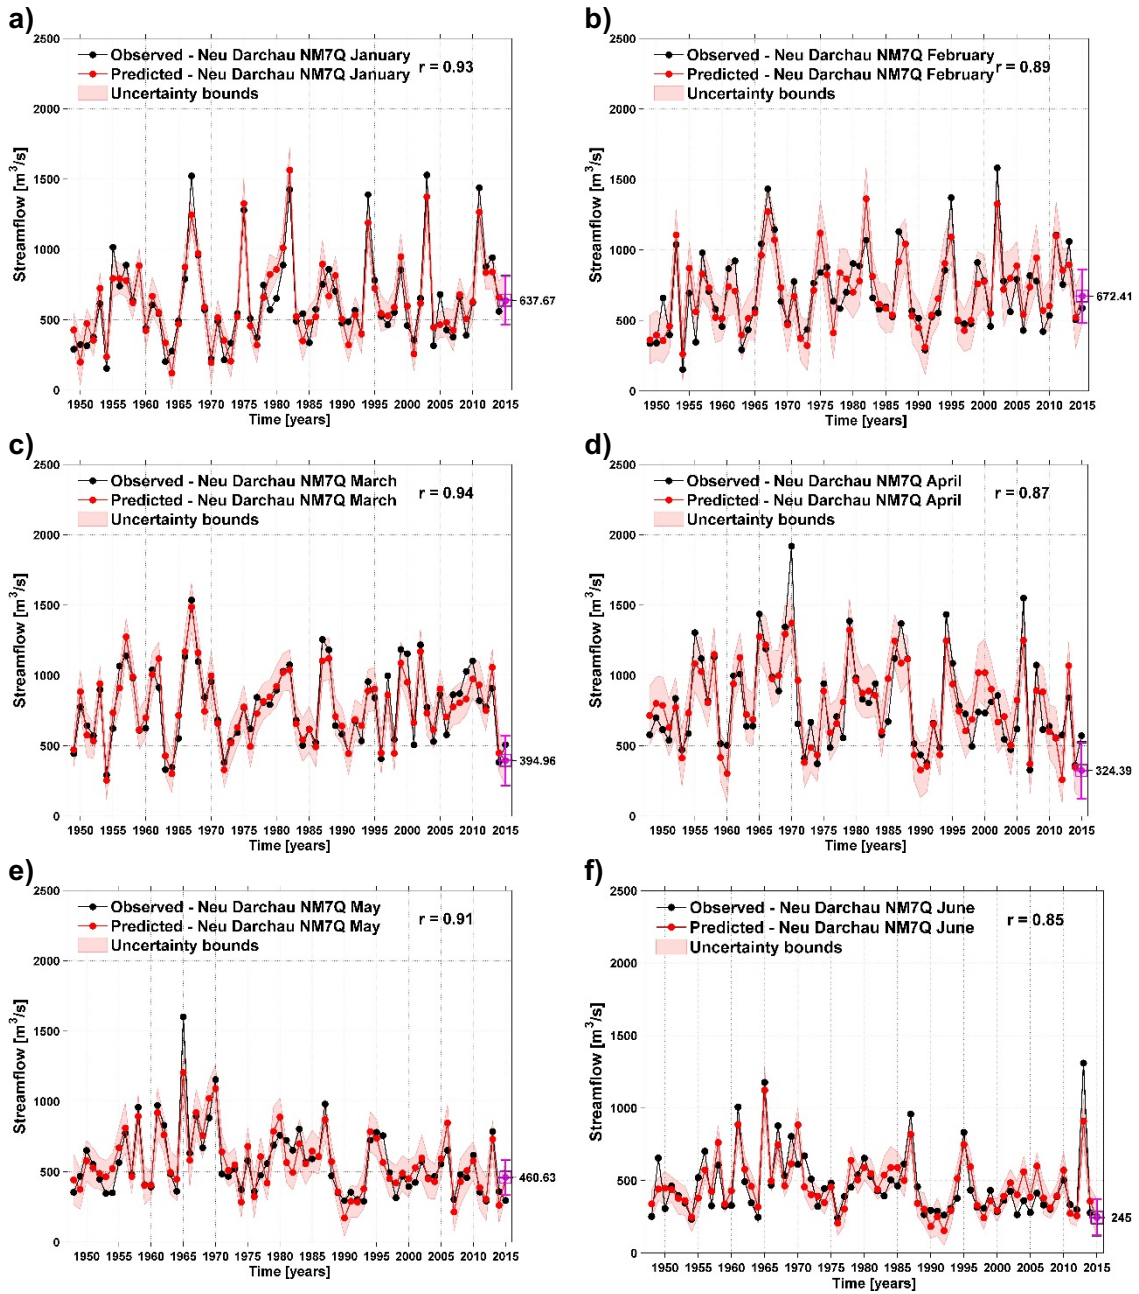 a)
2500
2000
1500
1000
500
0
Streamflow [m³/s]
Observed - Neu Darchau NM7Q January
Predicted - Neu Darchau NM7Q January
Uncertainty bounds
r = 0.93
637.67
1950 1955 1960 1965 1970 1975 1980 1985 1990 1995 2000 2005 2010 2015
Time [years]
b)
2500
2000
1500
1000
500
0
Streamflow [m³/s]
Observed - Neu Darchau NM7Q February
Predicted - Neu Darchau NM7Q February
Uncertainty bounds
r = 0.89
672.41
1950 1955 1960 1965 1970 1975 1980 1985 1990 1995 2000 2005 2010 2015
Time [years]
c)
2500
2000
1500
1000
500
0
Streamflow [m³/s]
Observed - Neu Darchau NM7Q March
Predicted - Neu Darchau NM7Q March
Uncertainty bounds
r = 0.94
394.96
1950 1955 1960 1965 1970 1975 1980 1985 1990 1995 2000 2005 2010 2015
Time [years]
d)
2500
2000
1500
1000
500
0
Streamflow [m³/s]
Observed - Neu Darchau NM7Q April
Predicted - Neu Darchau NM7Q April
Uncertainty bounds
r = 0.87
324.39
1950 1955 1960 1965 1970 1975 1980 1985 1990 1995 2000 2005 2010 2015
Time [years]
e)
2500
2000
1500
1000
500
0
Streamflow [m³/s]
Observed - Neu Darchau NM7Q May
Predicted - Neu Darchau NM7Q May
Uncertainty bounds
r = 0.91
460.63
1950 1955 1960 1965 1970 1975 1980 1985 1990 1995 2000 2005 2010 2015
Time [years]
f)
2500
2000
1500
1000
500
0
Streamflow [m³/s]
Observed - Neu Darchau NM7Q June
Predicted - Neu Darchau NM7Q June
Uncertainty bounds
r = 0.85
245
1950 1955 1960 1965 1970 1975 1980 1985 1990 1995 2000 2005 2010 2015
Time [years]